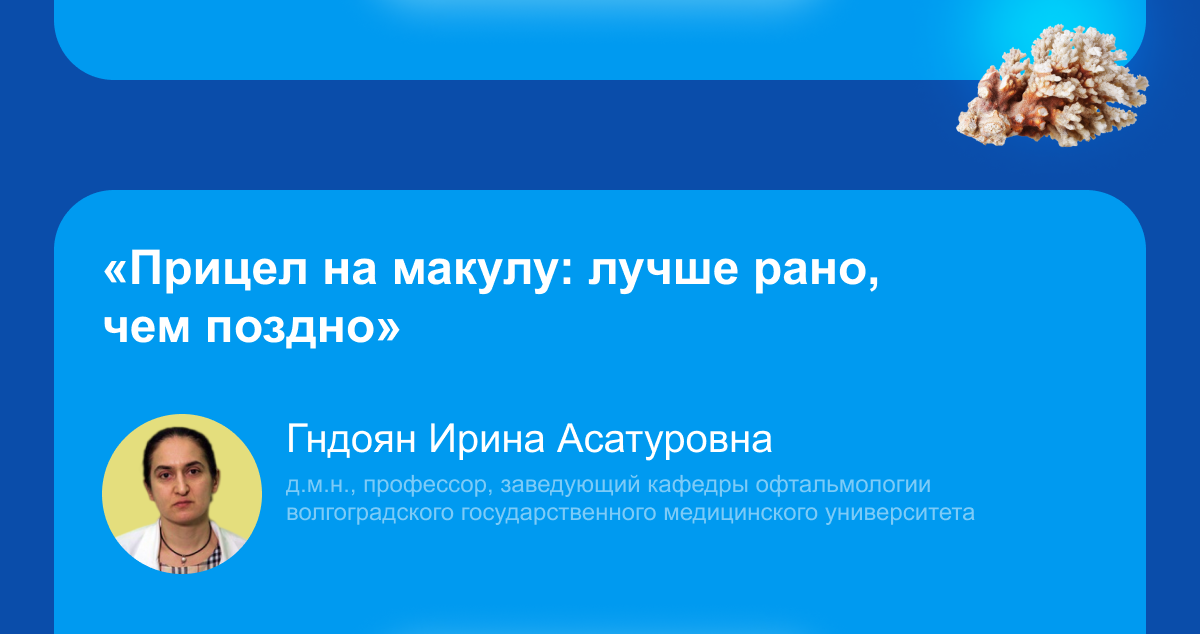 «Прицел на макулу: лучше рано,
чем поздно»
Гндоян Ирина Асатуровна
д.м.н., профессор, заведующий кафедры офтальмологии
волгоградского государственного медицинского университета